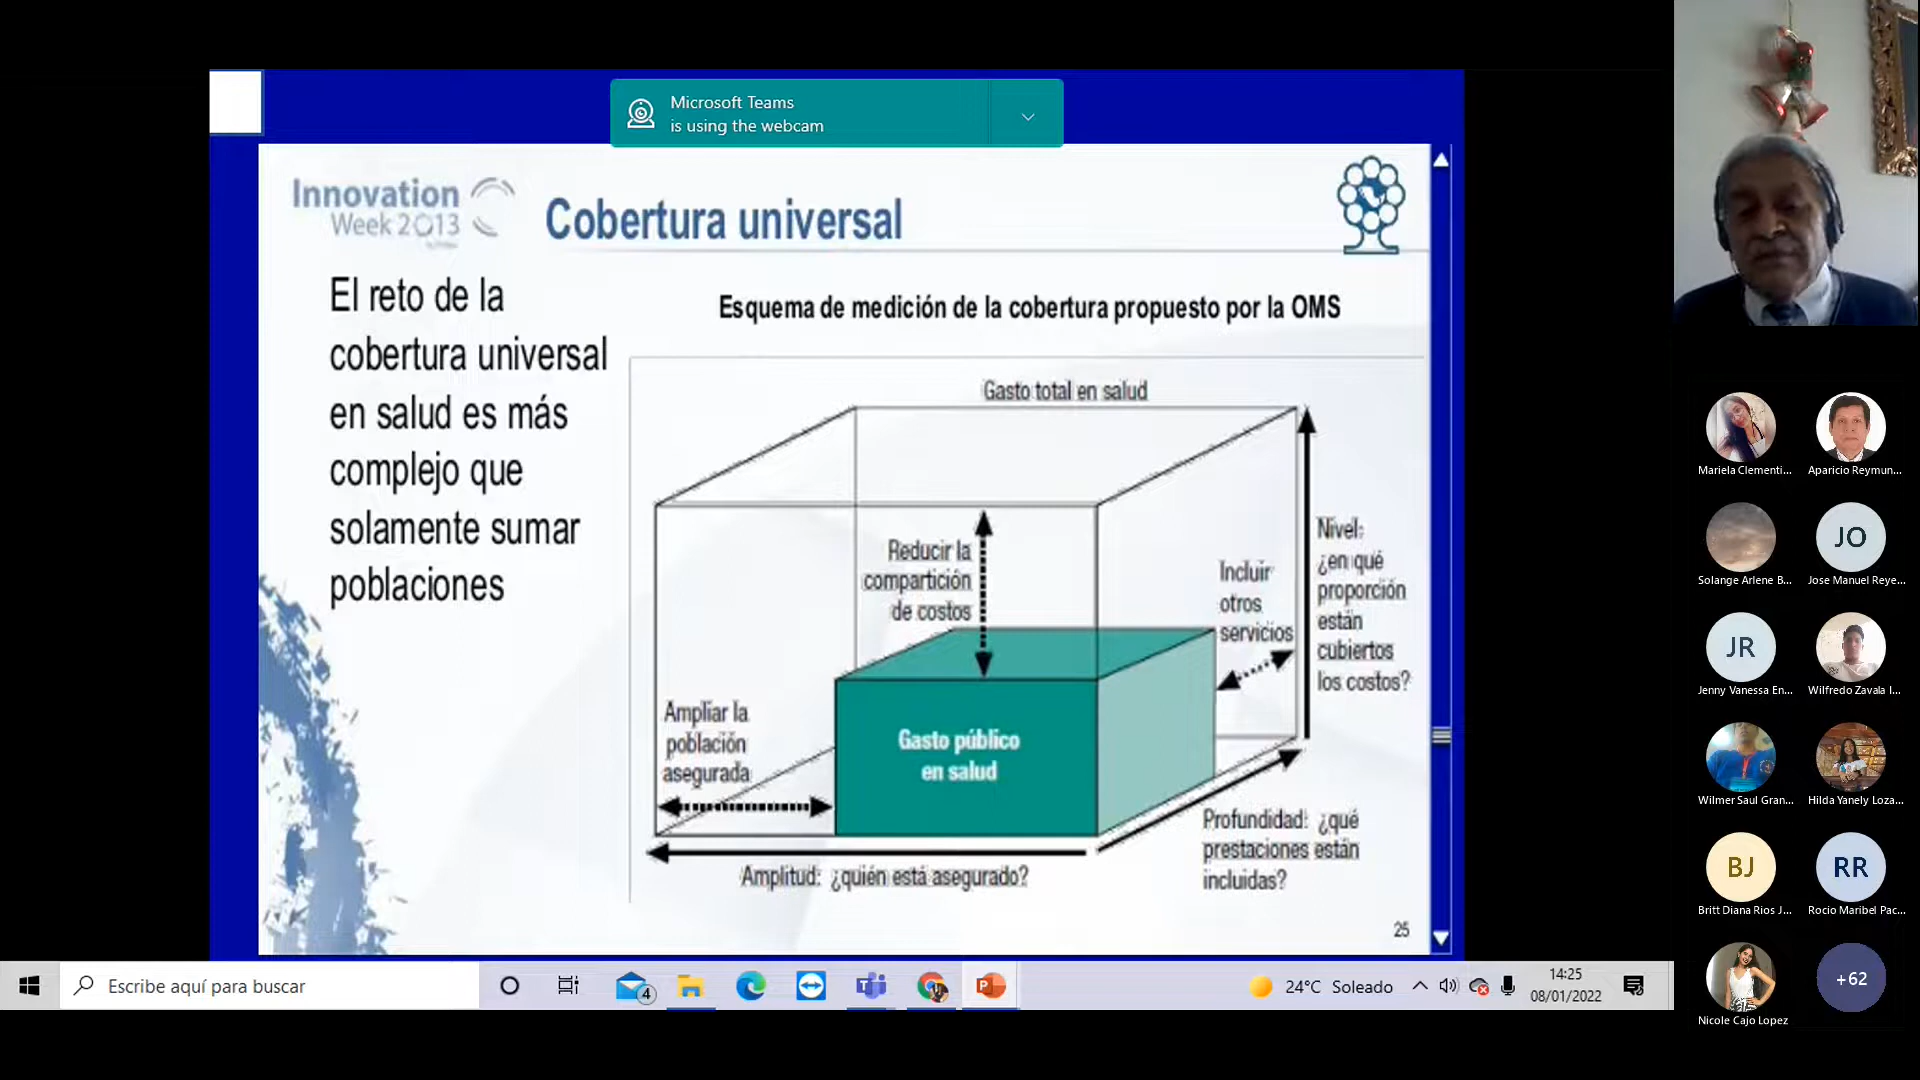 Microsoft Teams
is using the webcam
Innovation
Week 2013
Cobertura universal
El reto de la
cobertura universal
en salud es más
complejo que
solamente sumar
poblaciones
Esquema de medición de la cobertura propuesto por la OMS
Gasto total en salud
Reducir la
compartición
de costos
Incluir
otros
servicios
Nivel:
¿en qué
proporción
están
cubiertos
los costos?
Ampliar la
población
asegurada
Gasto público
en salud
Profundidad: ¿qué
prestaciones están
incluidas?
Amplitud: ¿quién está asegurado?
25
Mariela Clementi...
Aparicio Reymun...
Solange Arlene B...
JO
Jose Manuel Reye...
JR
Jenny Vanessa En...
Wilfredo Zavala I...
Wilmer Saul Gran...
Hilda Yanely Loza...
BJ
Britt Diana Rios J...
RR
Rocio Maribel Pac...
Nicole Cajo Lopez
+62
Escribe aquí para buscar
4
24°C Soleado
14:25
08/01/2022